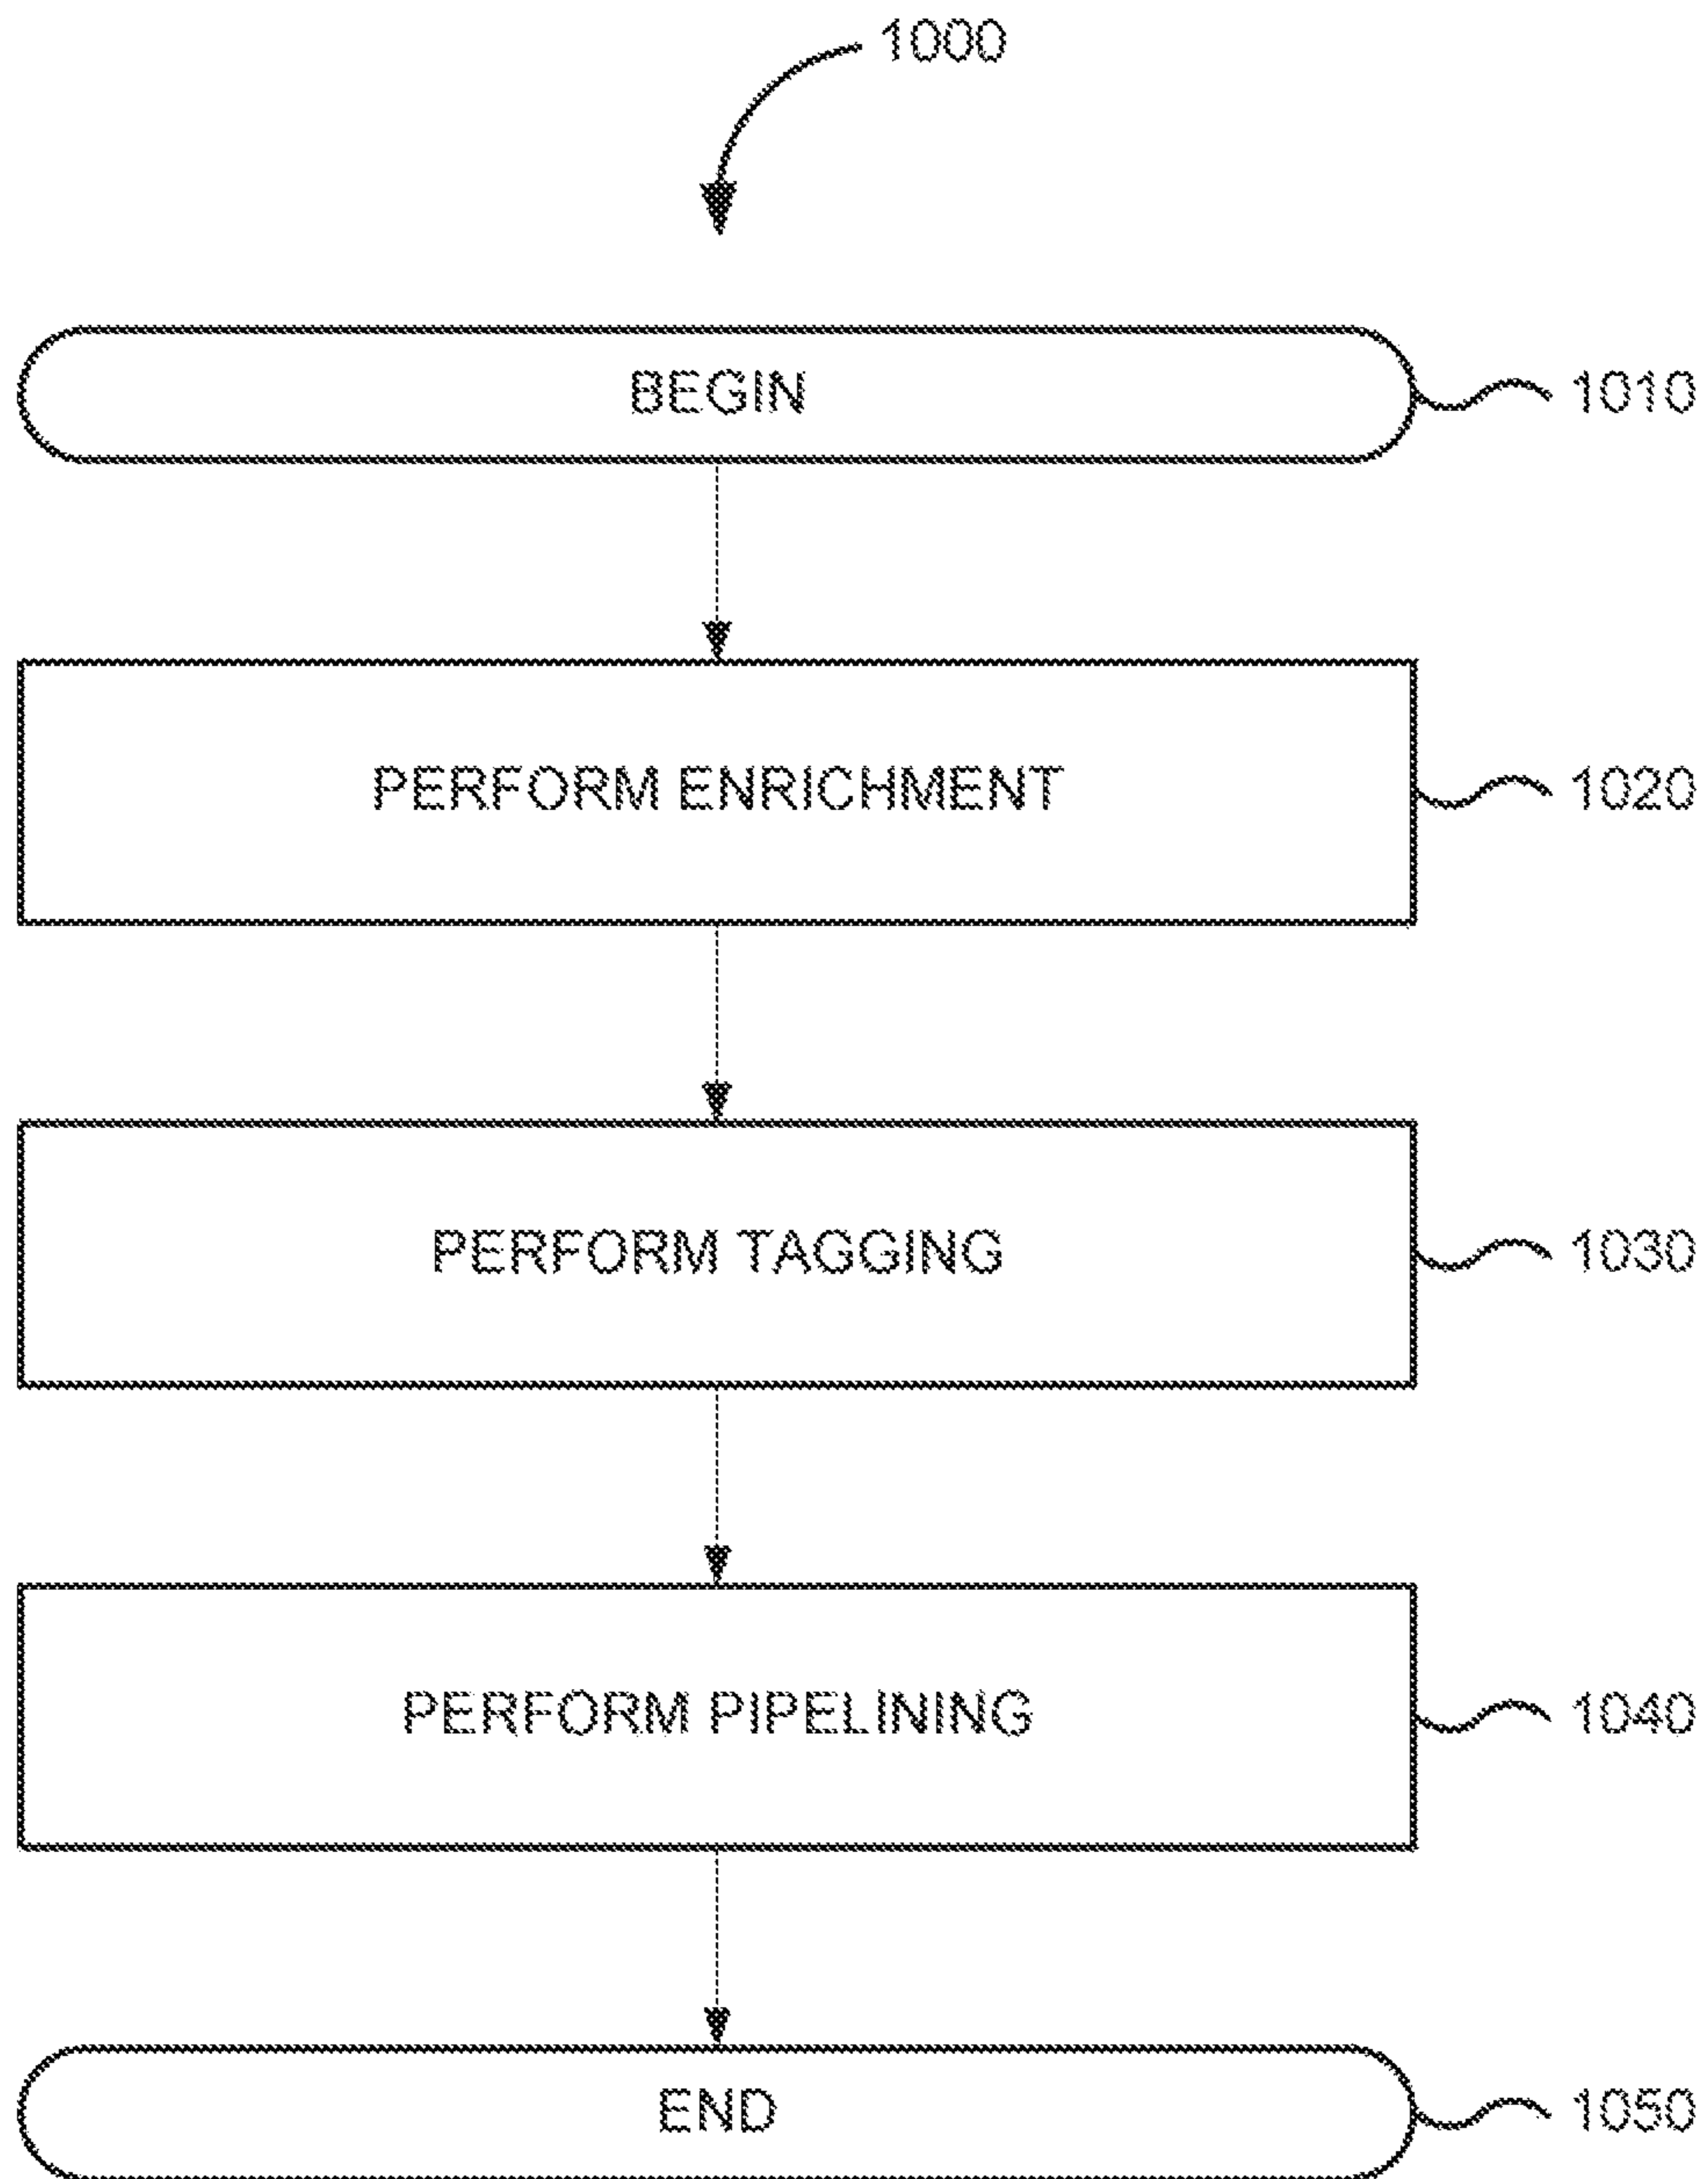 1000
BEGIN
1010
PERFORM ENRICHMENT
1020
PERFORM TAGGING
1030
PERFORM PIPELINING
1040
END
1050